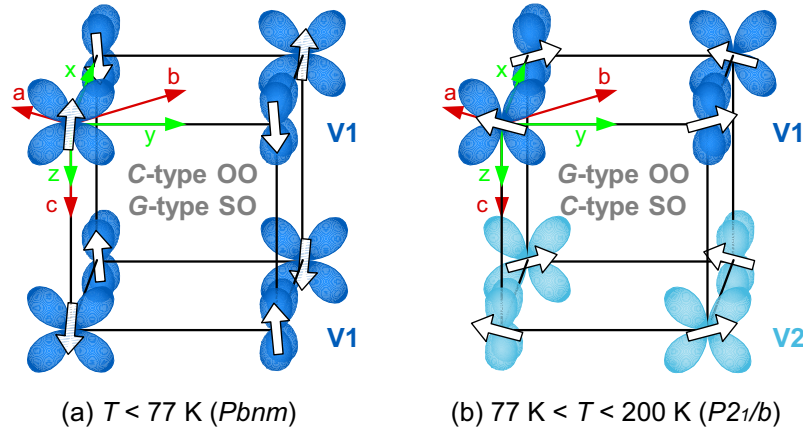 x
a
b
y
V1
z
c
C-type OO
G-type SO
V1
(a) T < 77 K (Pbnm)
x
a
b
y
V1
z
c
G-type OO
C-type SO
V2
(b) 77 K < T < 200 K (P2₁/b)